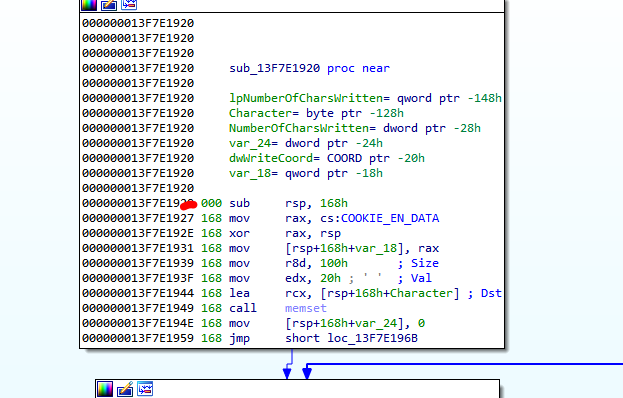 000000013F7E1920
000000013F7E1920
000000013F7E1920
000000013F7E1920 sub_13F7E1920 proc near
000000013F7E1920
000000013F7E1920 lpNumberOfCharsWritten= qword ptr -148h
000000013F7E1920 Character= byte ptr -128h
000000013F7E1920 NumberOfCharsWritten= dword ptr -28h
000000013F7E1920 var_24= dword ptr -24h
000000013F7E1920 dwWriteCoord= COORD ptr -20h
000000013F7E1920 var_18= qword ptr -18h
000000013F7E1920
000 sub rsp, 168h
000000013F7E1927 168 mov rax, cs:COOKIE_EN_DATA
000000013F7E192E 168 xor rax, rsp
000000013F7E1931 168 mov [rsp+168h+var_18], rax
000000013F7E1939 168 mov r8d, 100h ; Size
000000013F7E193F 168 mov edx, 20h ; ' ' ; Val
000000013F7E1944 168 lea rcx, [rsp+168h+Character] ; Dst
000000013F7E1949 168 call memset
000000013F7E194E 168 mov [rsp+168h+var_24], 0
000000013F7E1959 168 jmp short loc_13F7E196B